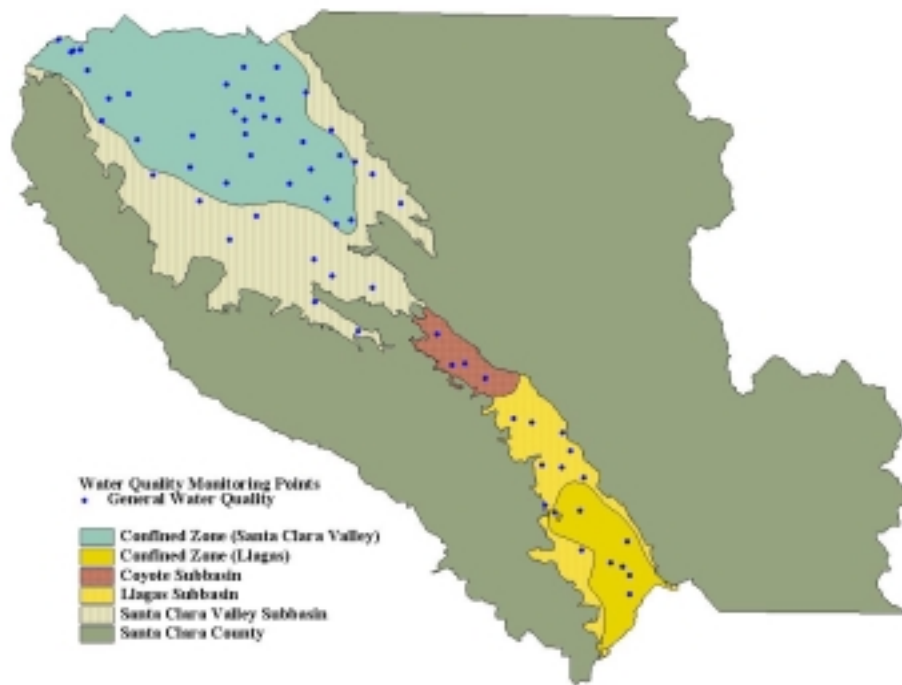 Water Quality Monitoring Points
General Water Quality
Confined Zone (Santa Clara Valley)
Confined Zone (Llagas)
Coyote Subbasin
Llagas Subbasin
Santa Clara Valley Subbasin
Santa Clara County